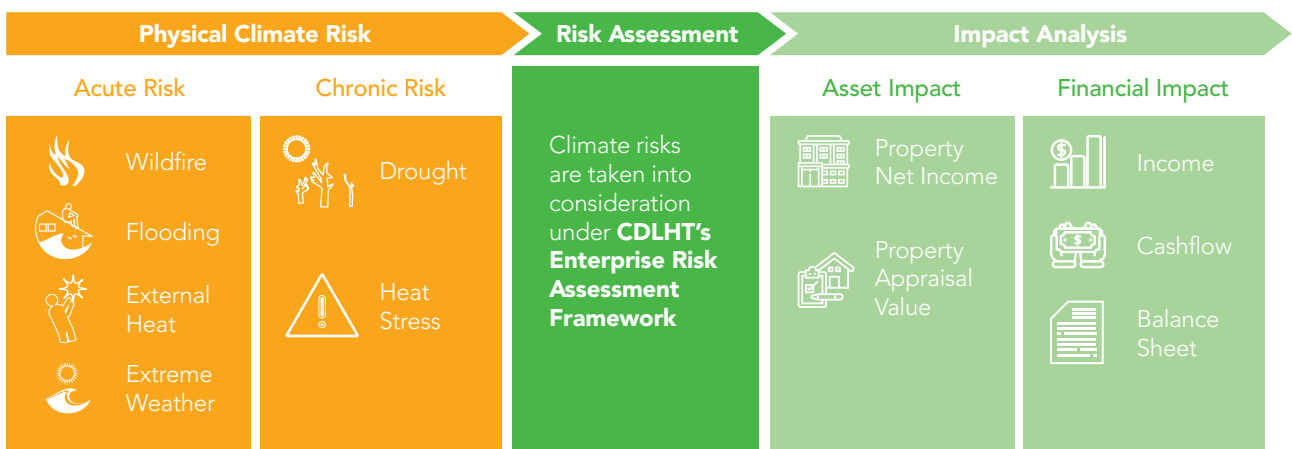 Physical Climate Risk
Risk Assessment
Impact Analysis
Acute Risk
Wildfire
Flooding
External
Heat
Extreme
Weather
Chronic Risk
Drought
Heat
Stress
Climate risks
are taken into
consideration
under CDLHT's
Enterprise Risk
Assessment
Framework
Asset Impact
Property
Net Income
Property
Appraisal
Value
Financial Impact
$
Income
$
Cashflow
Balance
Sheet